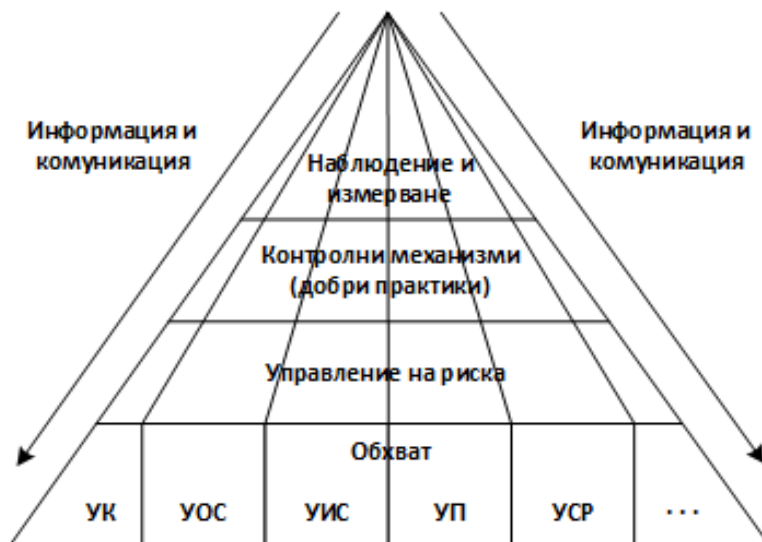 Информация и
комуникация
Информация и
комуникация
Наблюдение и
измерване
Контролни механизми
(добри практики)
Управление на риска
Обхват
УК УОС УИС УП УСР ...